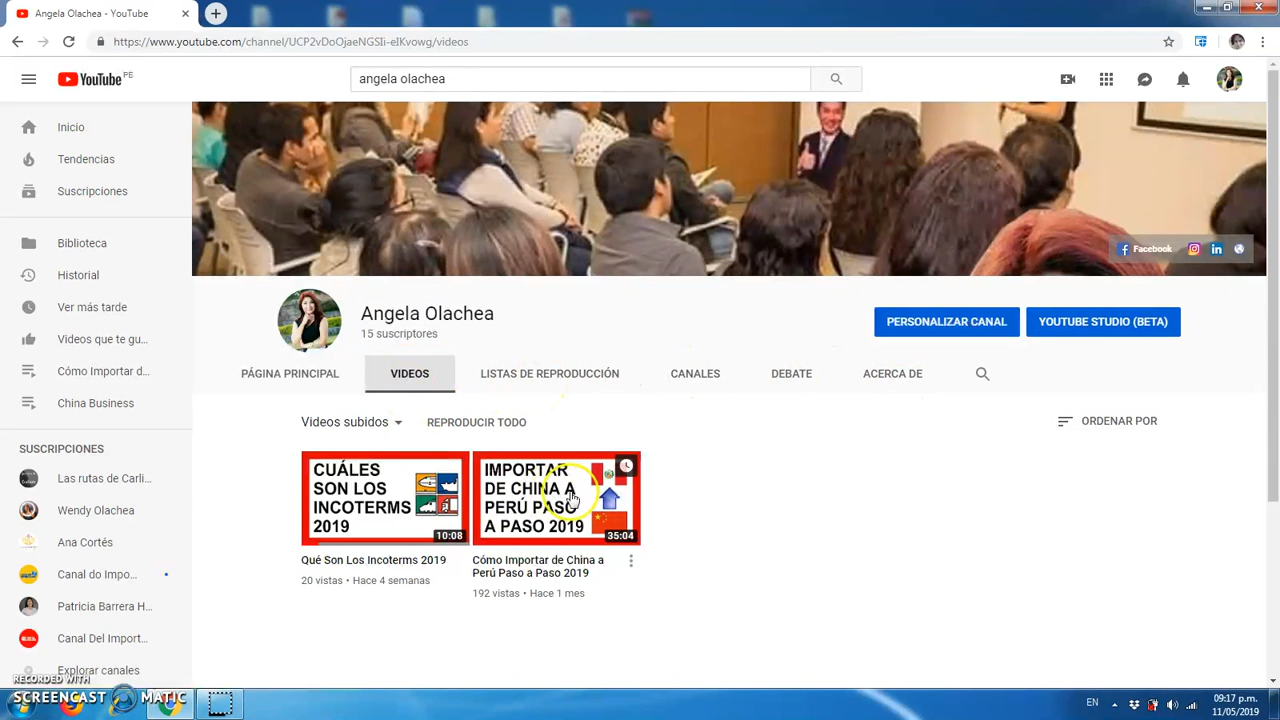 Angela Olachea - YouTube
https://www.youtube.com/channel/UCP2vDoOjaeNGSIi-eIKvowg/videos
YouTube PE
angela olachea
Inicio
Tendencias
Suscripciones
Biblioteca
Historial
Ver más tarde
Videos que te gu...
Cómo Importar d...
China Business
SUSCRIPCIONES
Las rutas de Carli...
Wendy Olachea
Ana Cortés
Canal do Impo...
Patricia Barrera H...
Canal Del Import...
Explorar canales
Facebook
Angela Olachea
15 suscriptores
PERSONALIZAR CANAL
YOUTUBE STUDIO (BETA)
PÁGINA PRINCIPAL
VIDEOS
LISTAS DE REPRODUCCIÓN
CANALES
DEBATE
ACERCA DE
Videos subidos
REPRODUCIR TODO
ORDENAR POR
CUÁLES
SON LOS
INCOTERMS
2019
10:08
IMPORTAR
DE CHINA A
PERÚ PASO
A PASO 2019
35:04
Qué Son Los Incoterms 2019
20 vistas • Hace 4 semanas
Cómo Importar de China a
Perú Paso a Paso 2019
192 vistas • Hace 1 mes
RECORDED WITH
SCREENCAST MATIC
EN
09:17 p.m.
11/05/2019